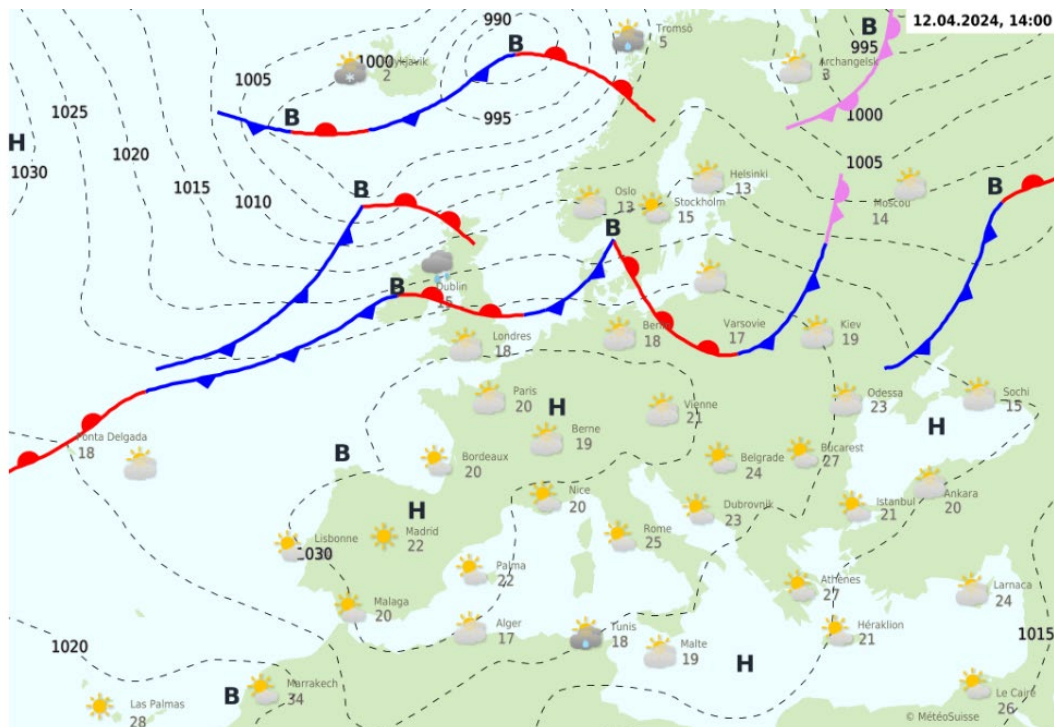 12.04.2024, 14:00
990
B
Tromsö
5
B
1000
2
995
Archangelsk
3
1005
995
1000
1025
B
H
1030
1020
1015
1010
1005
Helsinki
13
B
Oslo
13
Stockholm
15
Moscou
14
B
B
Dublin
15
B
Londres
18
18
Varsovie
17
Kiev
19
Paris
20
H
Vienne
21
Odessa
23
Sochi
15
Ponta Delgada
18
Berne
19
H
B
Bordeaux
20
Belgrade
24
Bucarest
27
Nice
20
Ankara
20
H
Dubrovnik
23
Istanbul
21
Madrid
22
Rome
25
Lisbonne
1030
Palma
22
Athènes
27
Larnaca
24
Malaga
20
Alger
17
Tunis
18
Héraklion
21
1015
1020
Malte
19
H
Marrakech
34
B
Las Palmas
28
Le Caire
26
© MétéoSuisse